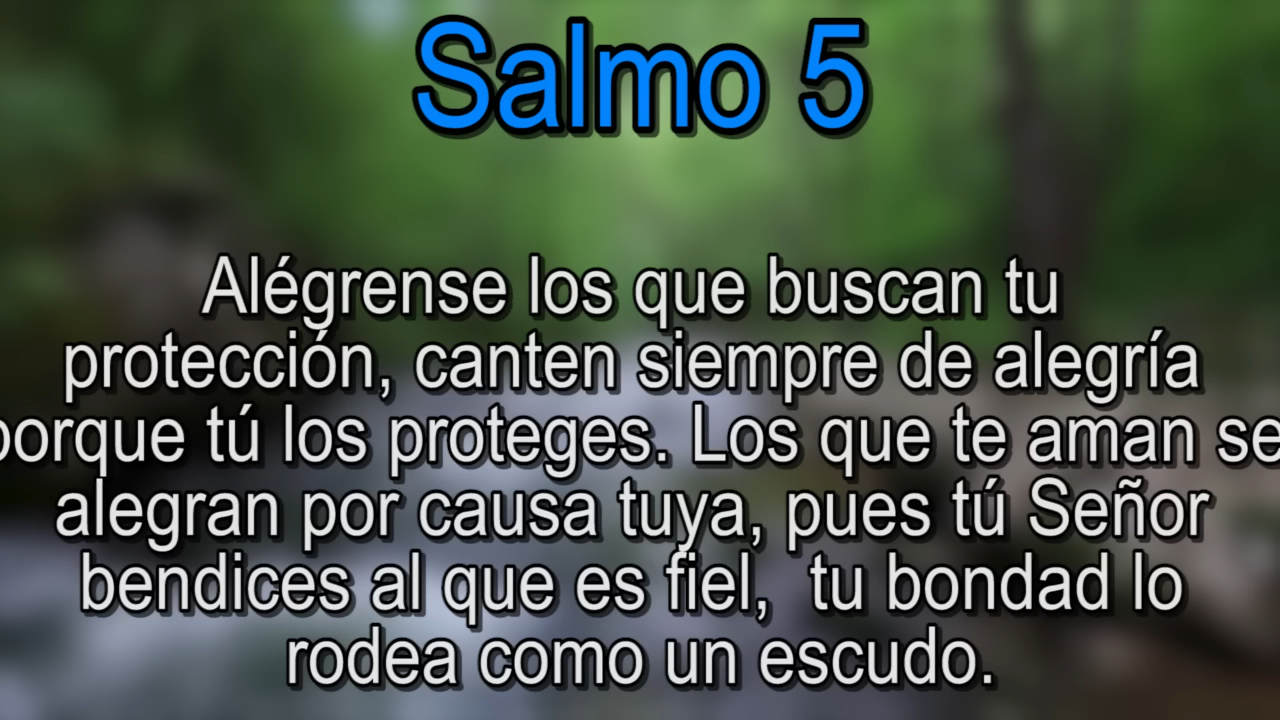 Salmo 5
Alégrense los que buscan tu
protección, canten siempre de alegría
porque tú los proteges. Los que te aman se
alegran por causa tuya, pues tú Señor
bendices al que es fiel,  tu bondad lo
rodea como un escudo.